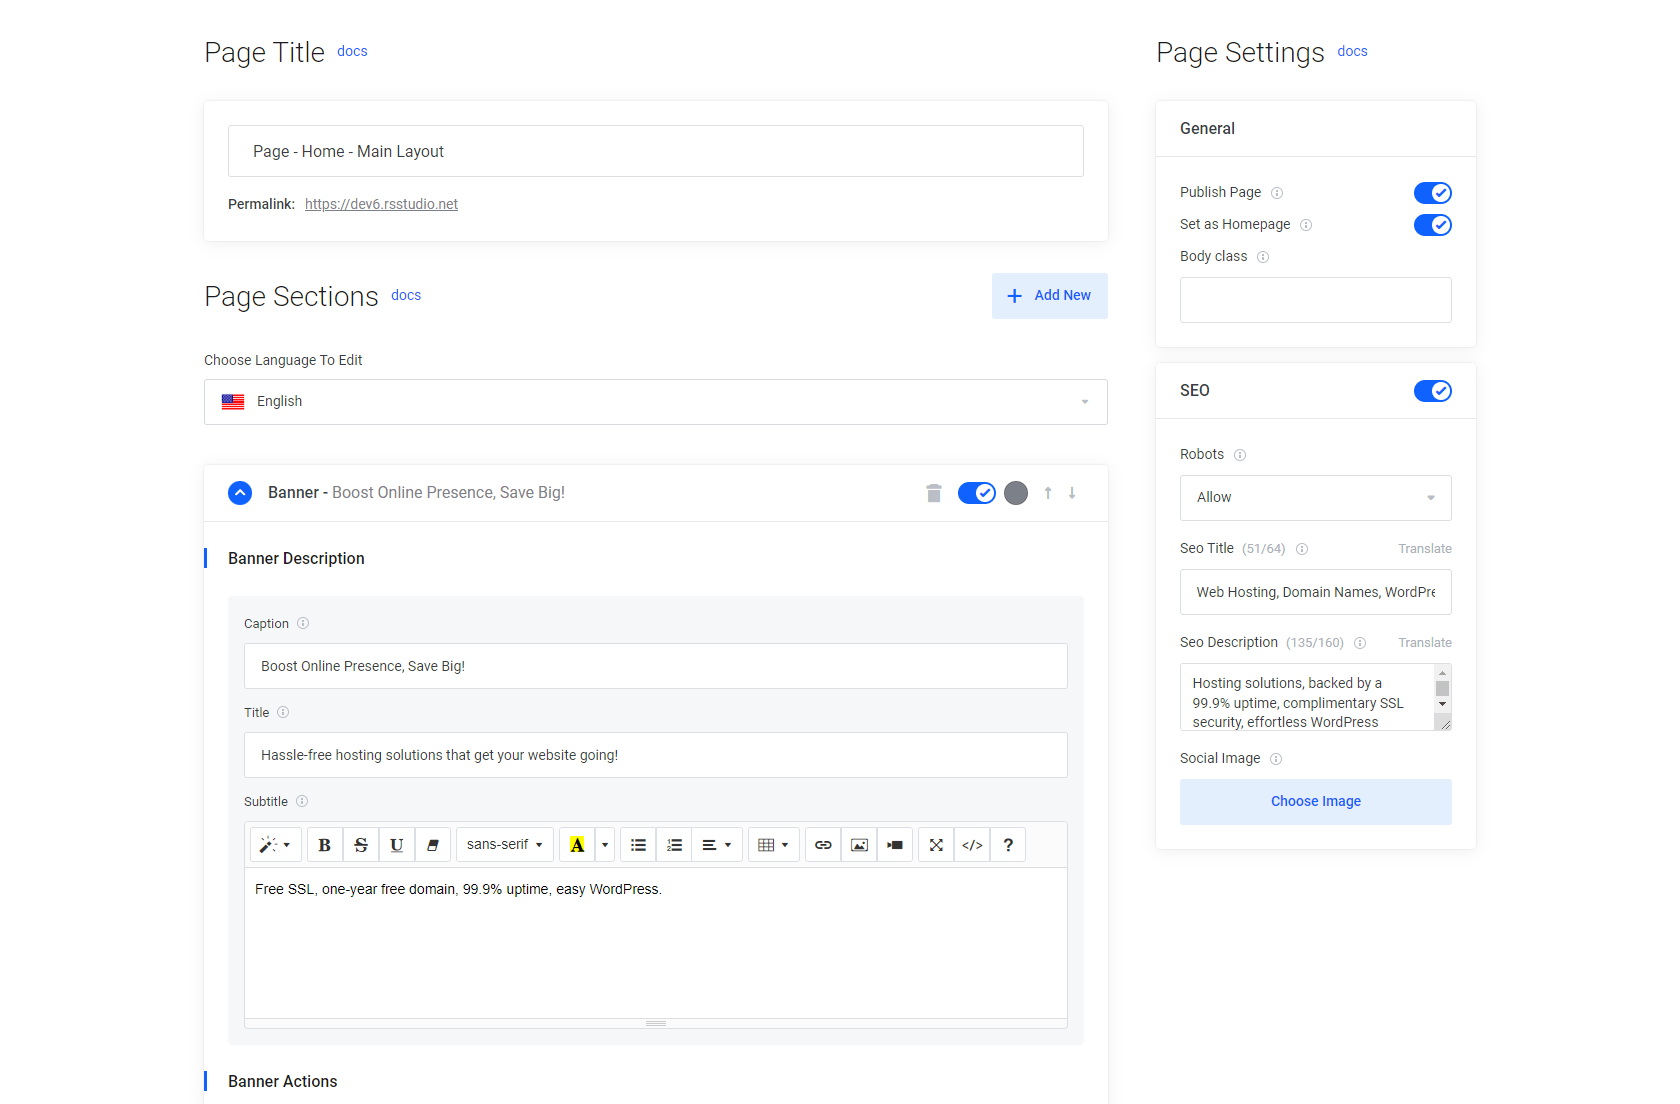 Page Title docs
Page - Home - Main Layout
Permalink: https://dev6.rsstudio.net
Page Sections docs
Add New
Choose Language To Edit
English
Banner - Boost Online Presence, Save Big!
Banner Description
Caption
Boost Online Presence, Save Big!
Title
Hassle-free hosting solutions that get your website going!
Subtitle
B S U sans-serif A </> ?
Free SSL, one-year free domain, 99.9% uptime, easy WordPress.
Banner Actions
Page Settings docs
General
Publish Page
Set as Homepage
Body class
SEO
Robots
Allow
Seo Title (51/64) Translate
Web Hosting, Domain Names, WordPre
Seo Description (135/160) Translate
Hosting solutions, backed by a
99.9% uptime, complimentary SSL
security, effortless WordPress
Social Image
Choose Image